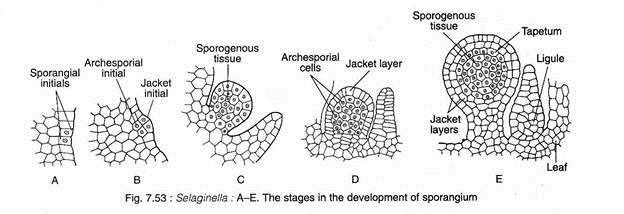 Sporangial
initials
A
Archesporial
initial
Jacket
initial
B
Sporogenous
tissue
C
Archesporial
cells
Jacket layer
D
Sporogenous
tissue
Tapetum
Ligule
Jacket
layers
Leaf
E
Fig. 7.53 : Selaginella : A–E. The stages in the development of sporangium